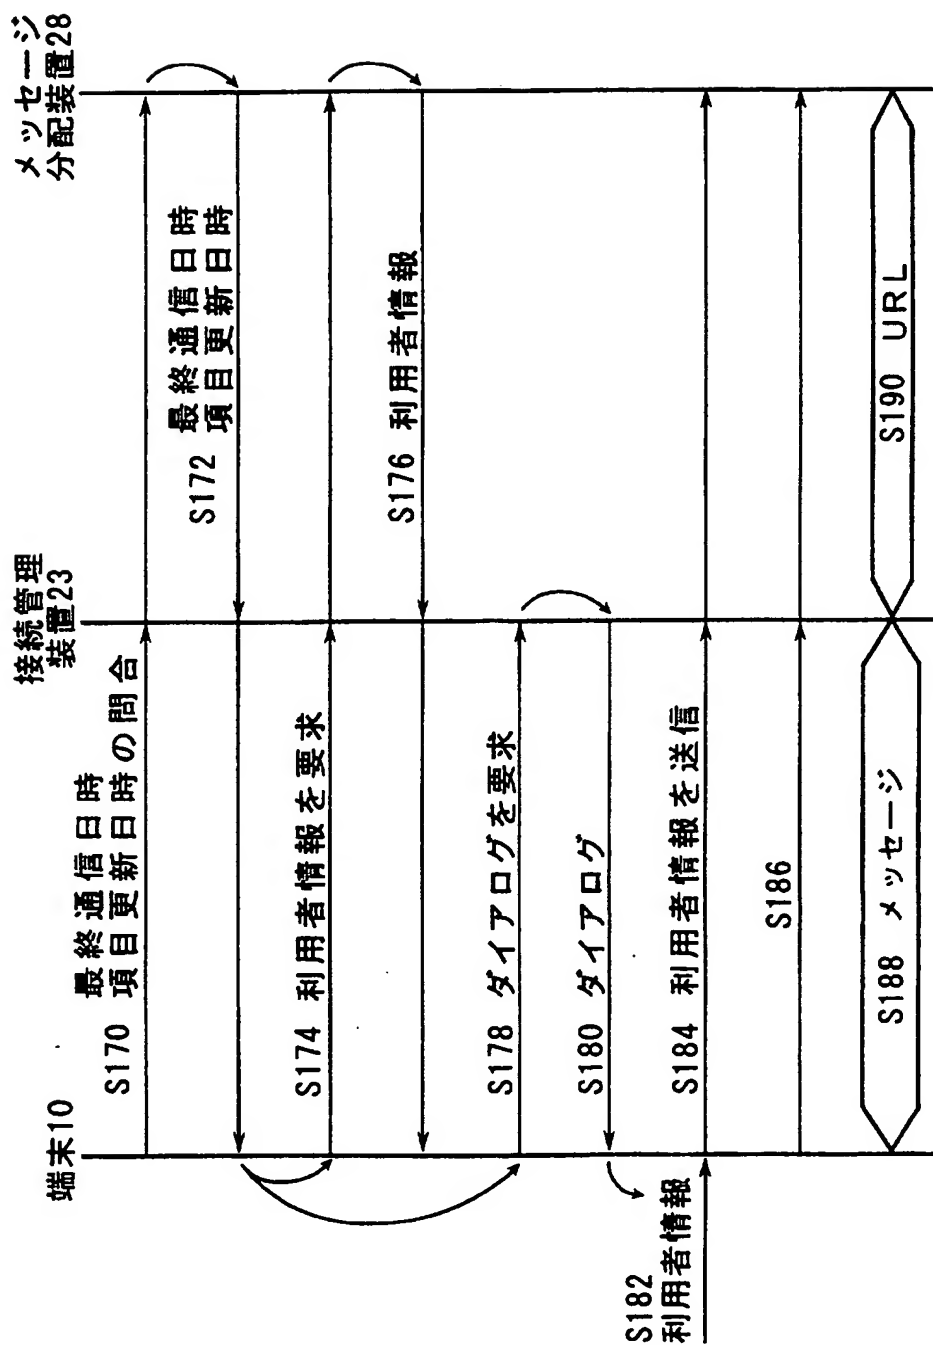 端末10
接続管理
装置23
メッセージ
分配装置28
最終通信日時
S170 項目更新日時の問合
最終通信日時
S172 項目更新日時
S174 利用者情報を要求
S176 利用者情報
S178 ダイアログを要求
S180 ダイアログ
S182
利用者情報
S184 利用者情報を送信
S186
S188 メッセージ
S190 URL